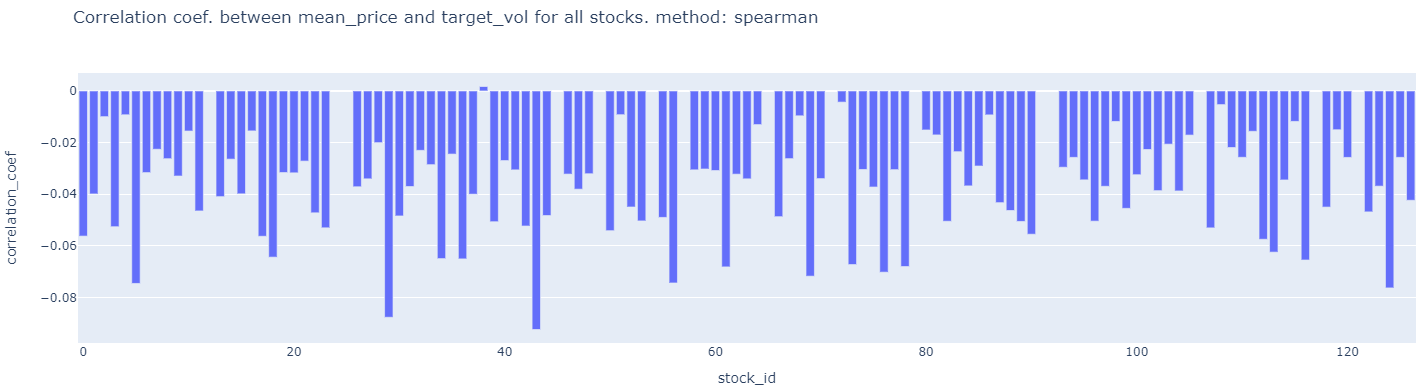 Correlation coef. between mean_price and target_vol for all stocks. method: spearman
0
−0.02
−0.04
−0.06
−0.08
correlation_coef
0 20 40 60 80 100 120
stock_id